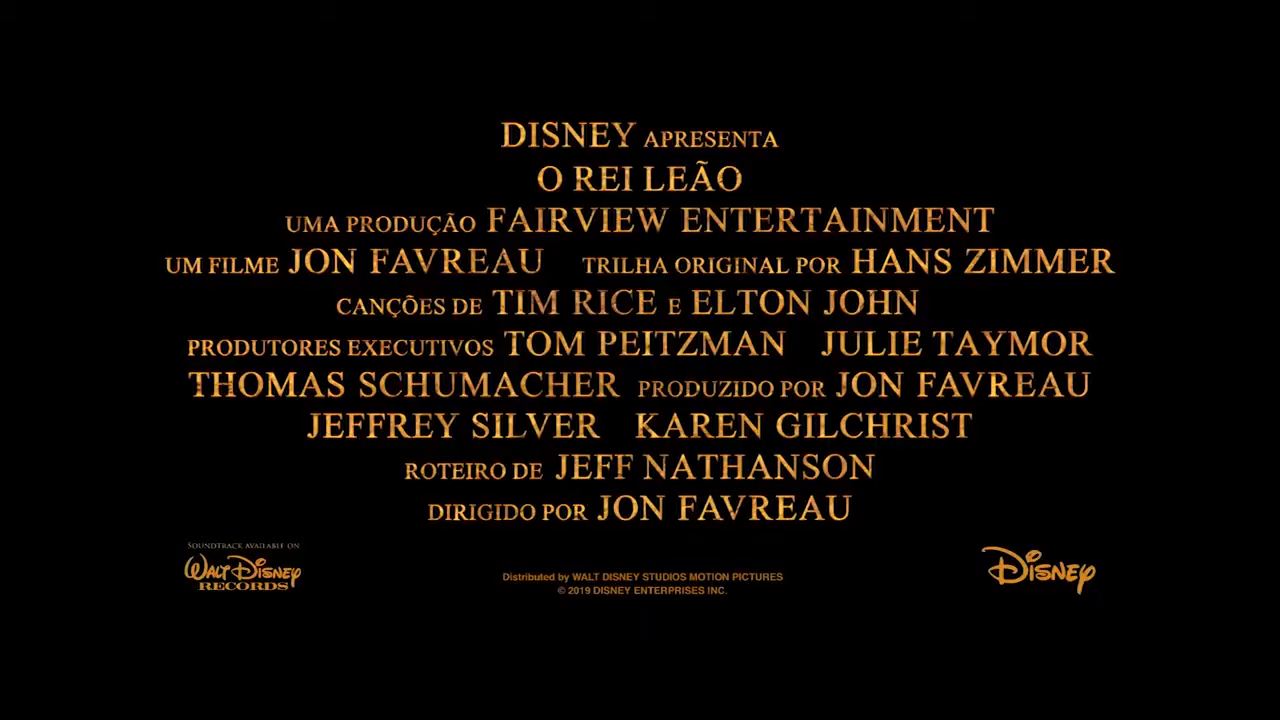 DISNEY APRESENTA
O REI LEÃO
UMA PRODUÇÃO FAIRVIEW ENTERTAINMENT
UM FILME JON FAVREAU TRILHA ORIGINAL POR HANS ZIMMER
CANÇÕES DE TIM RICE E ELTON JOHN
PRODUTORES EXECUTIVOS TOM PEITZMAN JULIE TAYMOR
THOMAS SCHUMACHER PRODUZIDO POR JON FAVREAU
JEFFREY SILVER KAREN GILCHRIST
ROTEIRO DE JEFF NATHANSON
DIRIGIDO POR JON FAVREAU
SOUNDTRACK AVAILABLE ON
WALT DISNEY
RECORDS
Distributed by WALT DISNEY STUDIOS MOTION PICTURES
© 2019 DISNEY ENTERPRISES INC.
DISNEY